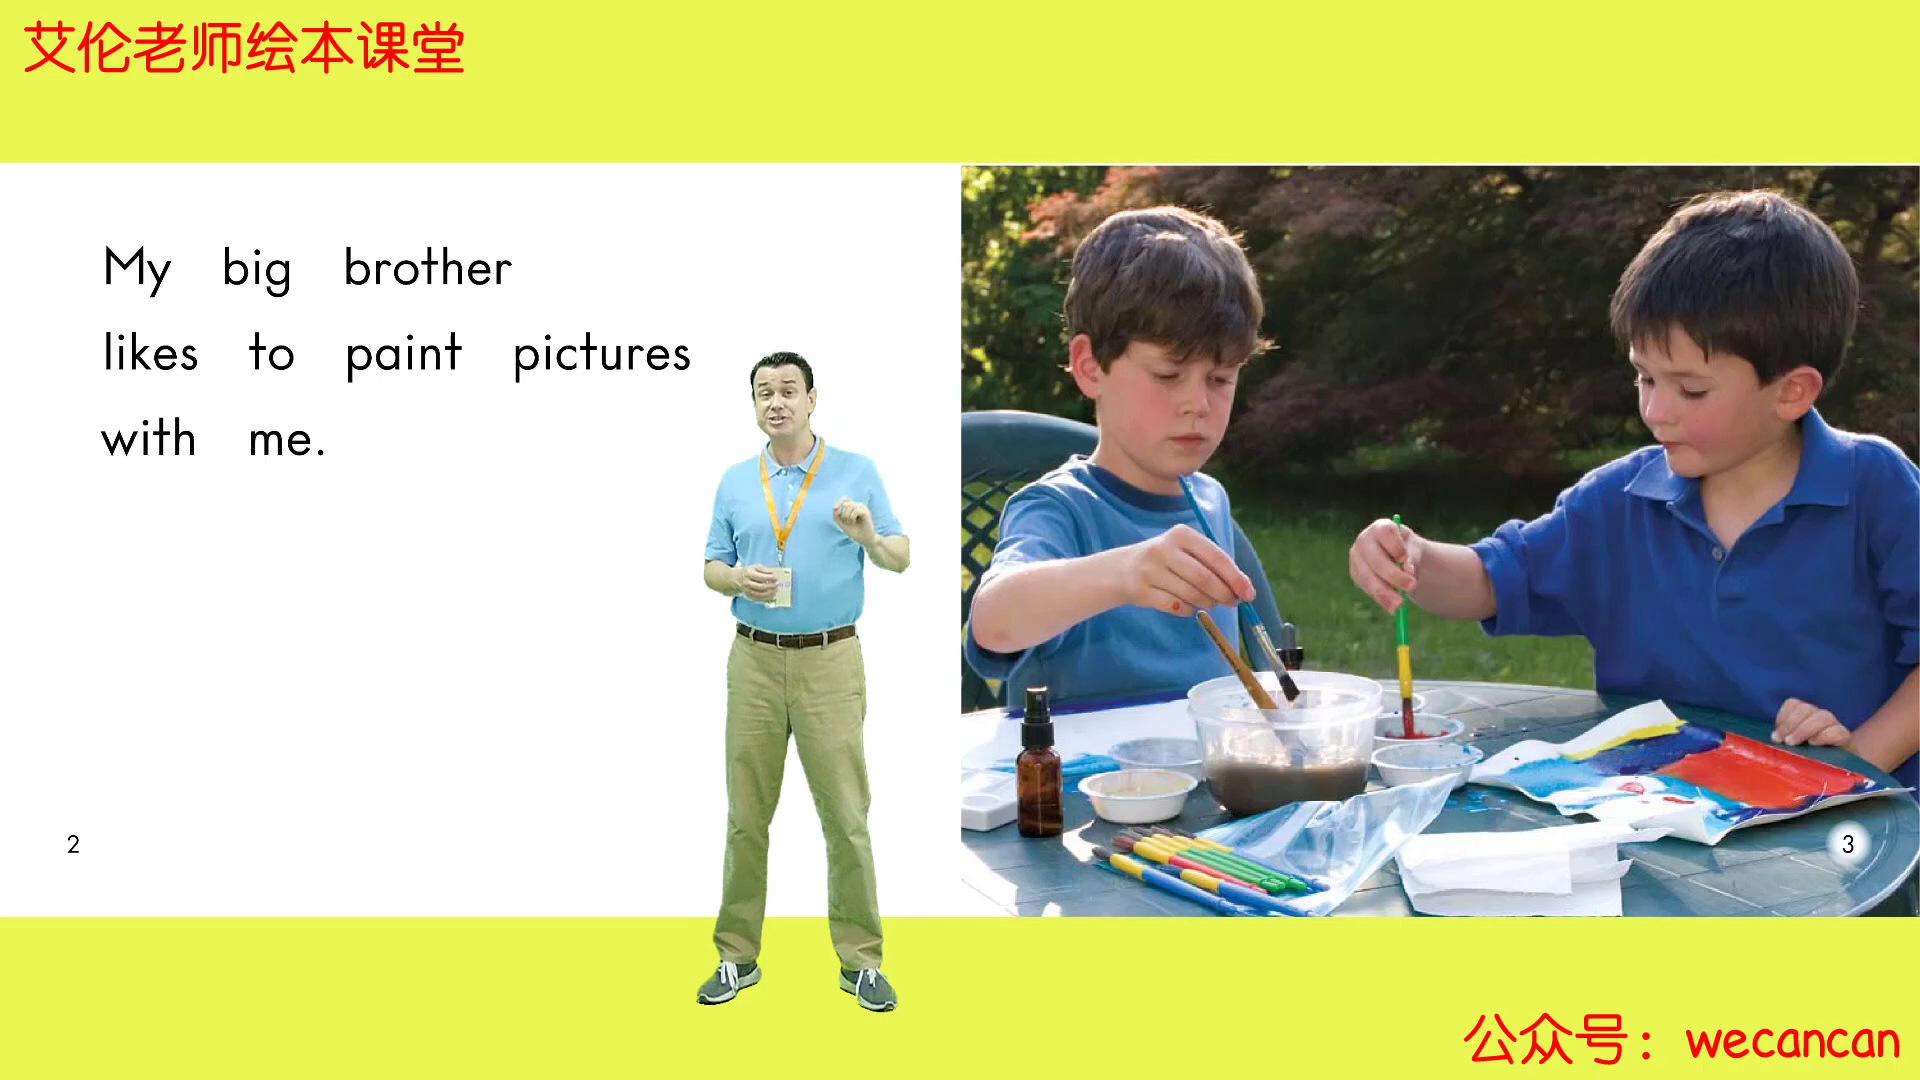 艾伦老师绘本课堂
My big brother
likes to paint pictures
with me.
2
3
公众号：wecancan